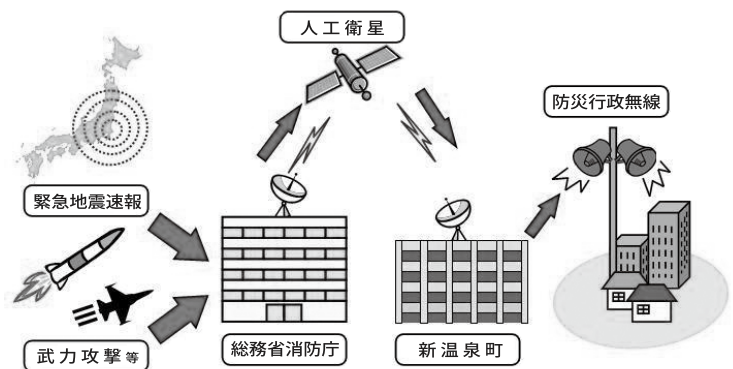 人工衛星
防災行政無線
緊急地震速報
武力攻撃等
総務省消防庁
新温泉町